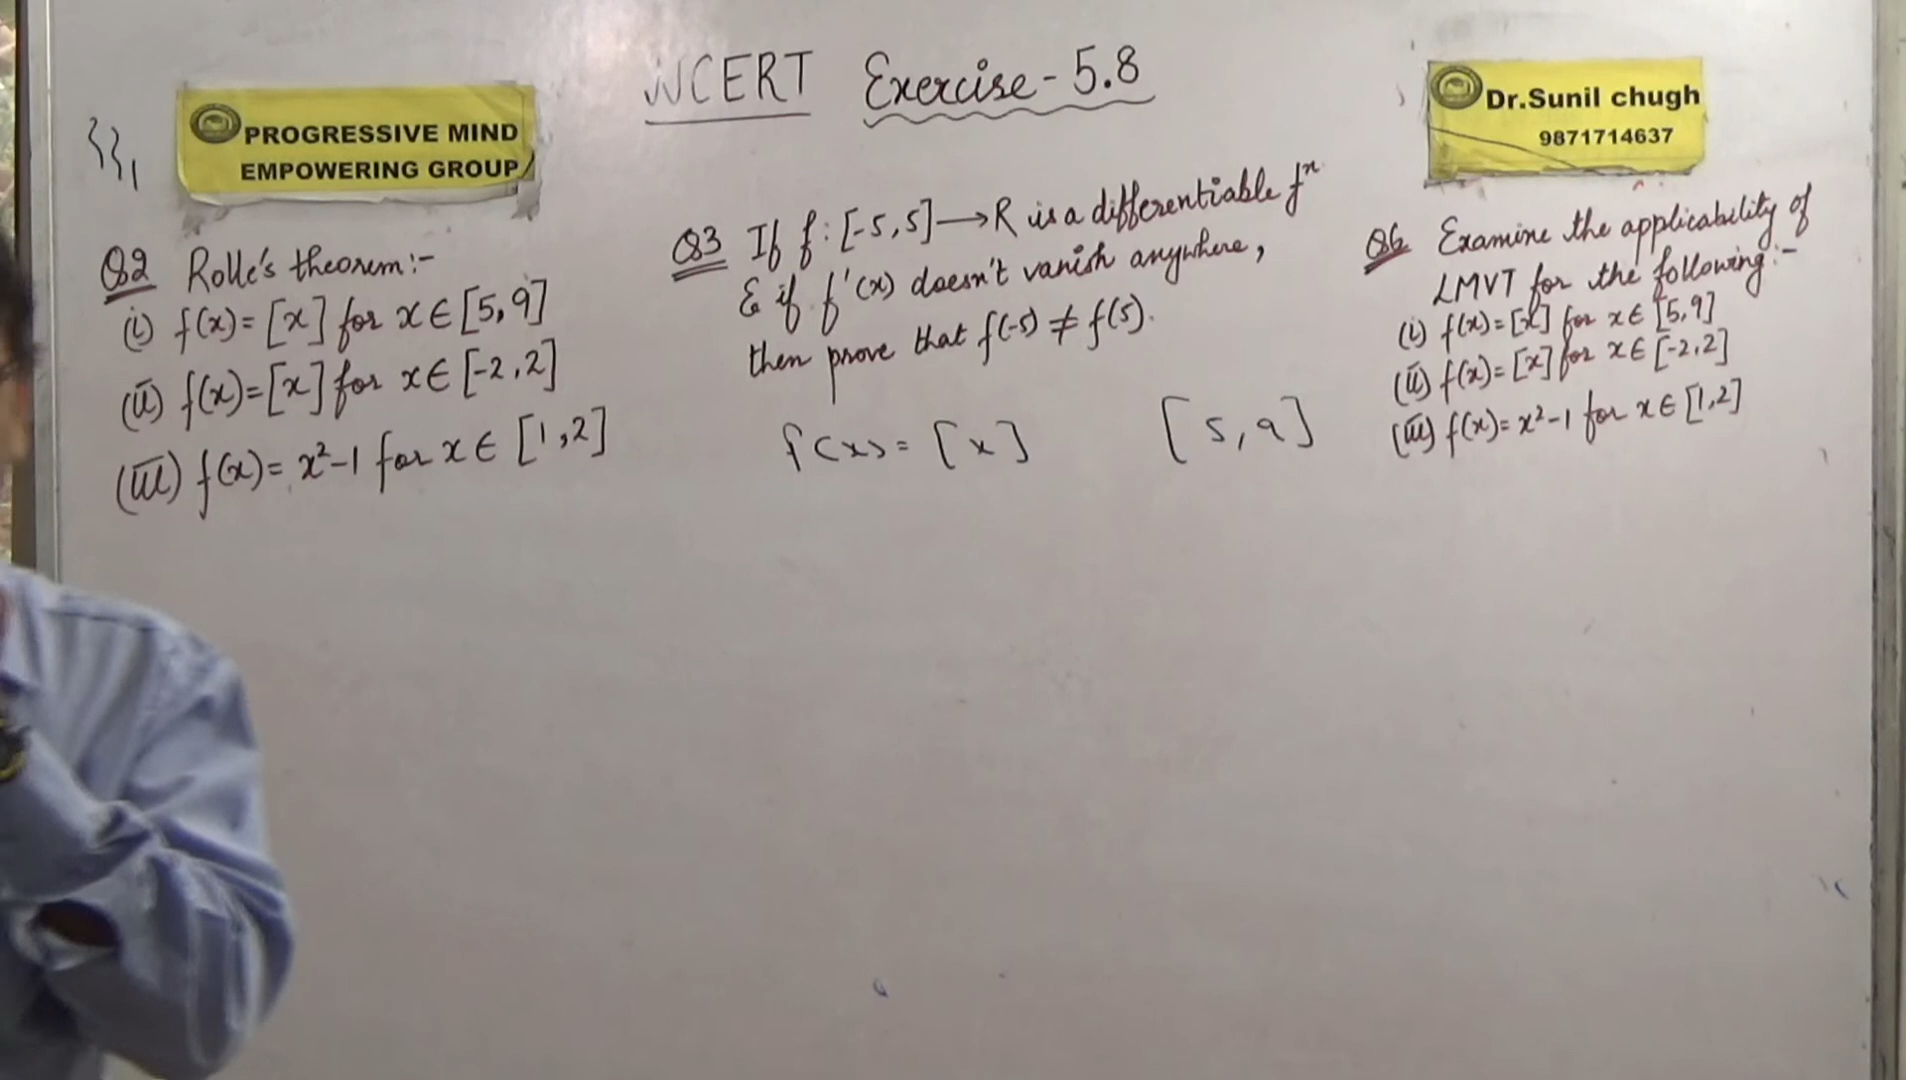 NCERT Exercise - 5.8
PROGRESSIVE MIND
EMPOWERING GROUP
Dr.Sunil chugh
9871714637
Q2 Rolle's theorem:-
(i) f(x) = [x] for x ∈ [5,9]
(ii) f(x) = [x] for x ∈ [-2,2]
(iii) f(x) = x²-1 for x ∈ [1,2]
Q3 If f: [-5,5] → R is a differentiable fⁿ
& if f'(x) doesn't vanish anywhere,
then prove that f(-5) ≠ f(5).
f(x) = [x] [5,9]
Q6 Examine the applicability of
LMVT for the following:-
(i) f(x) = [x] for x ∈ [5,9]
(ii) f(x) = [x] for x ∈ [-2,2]
(iii) f(x) = x²-1 for x ∈ [1,2]